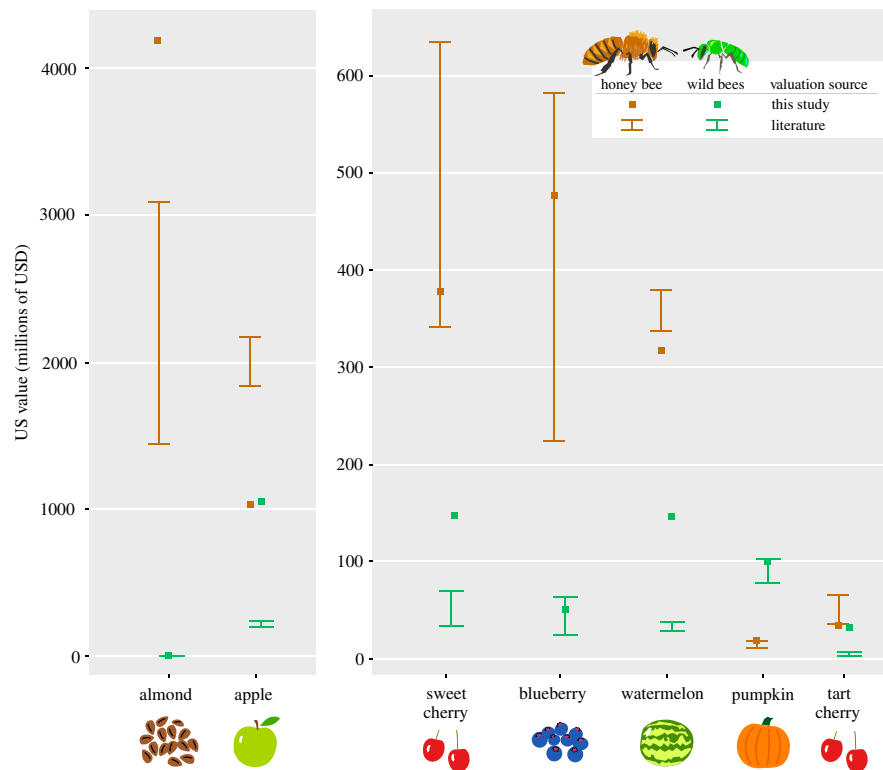 US value (millions of USD)
4000
3000
2000
1000
0
almond
apple
600
500
400
300
200
100
0
honey bee wild bees valuation source
this study
literature
sweet
cherry
blueberry
watermelon
pumpkin
tart
cherry